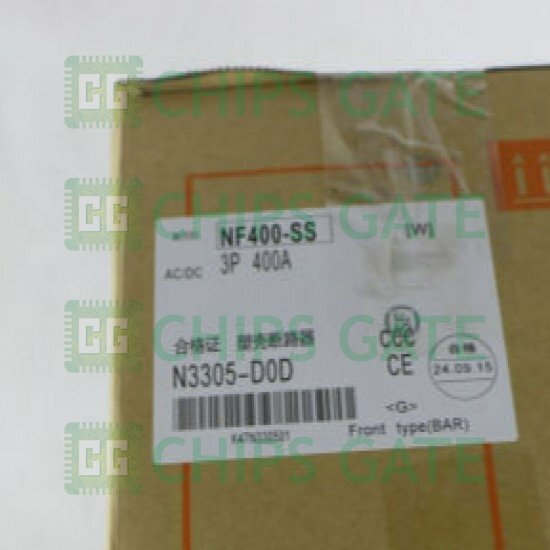 CHIPS GATE
NF400-SS
[W]
AC/DC
3P 400A
CHIPS GATE
合格证 塑壳断路器
CCC
合格
N3305-D0D
CE
24.09.15
CHIPS GATE
<G>
Front type(BAR)
CHIPS GATE